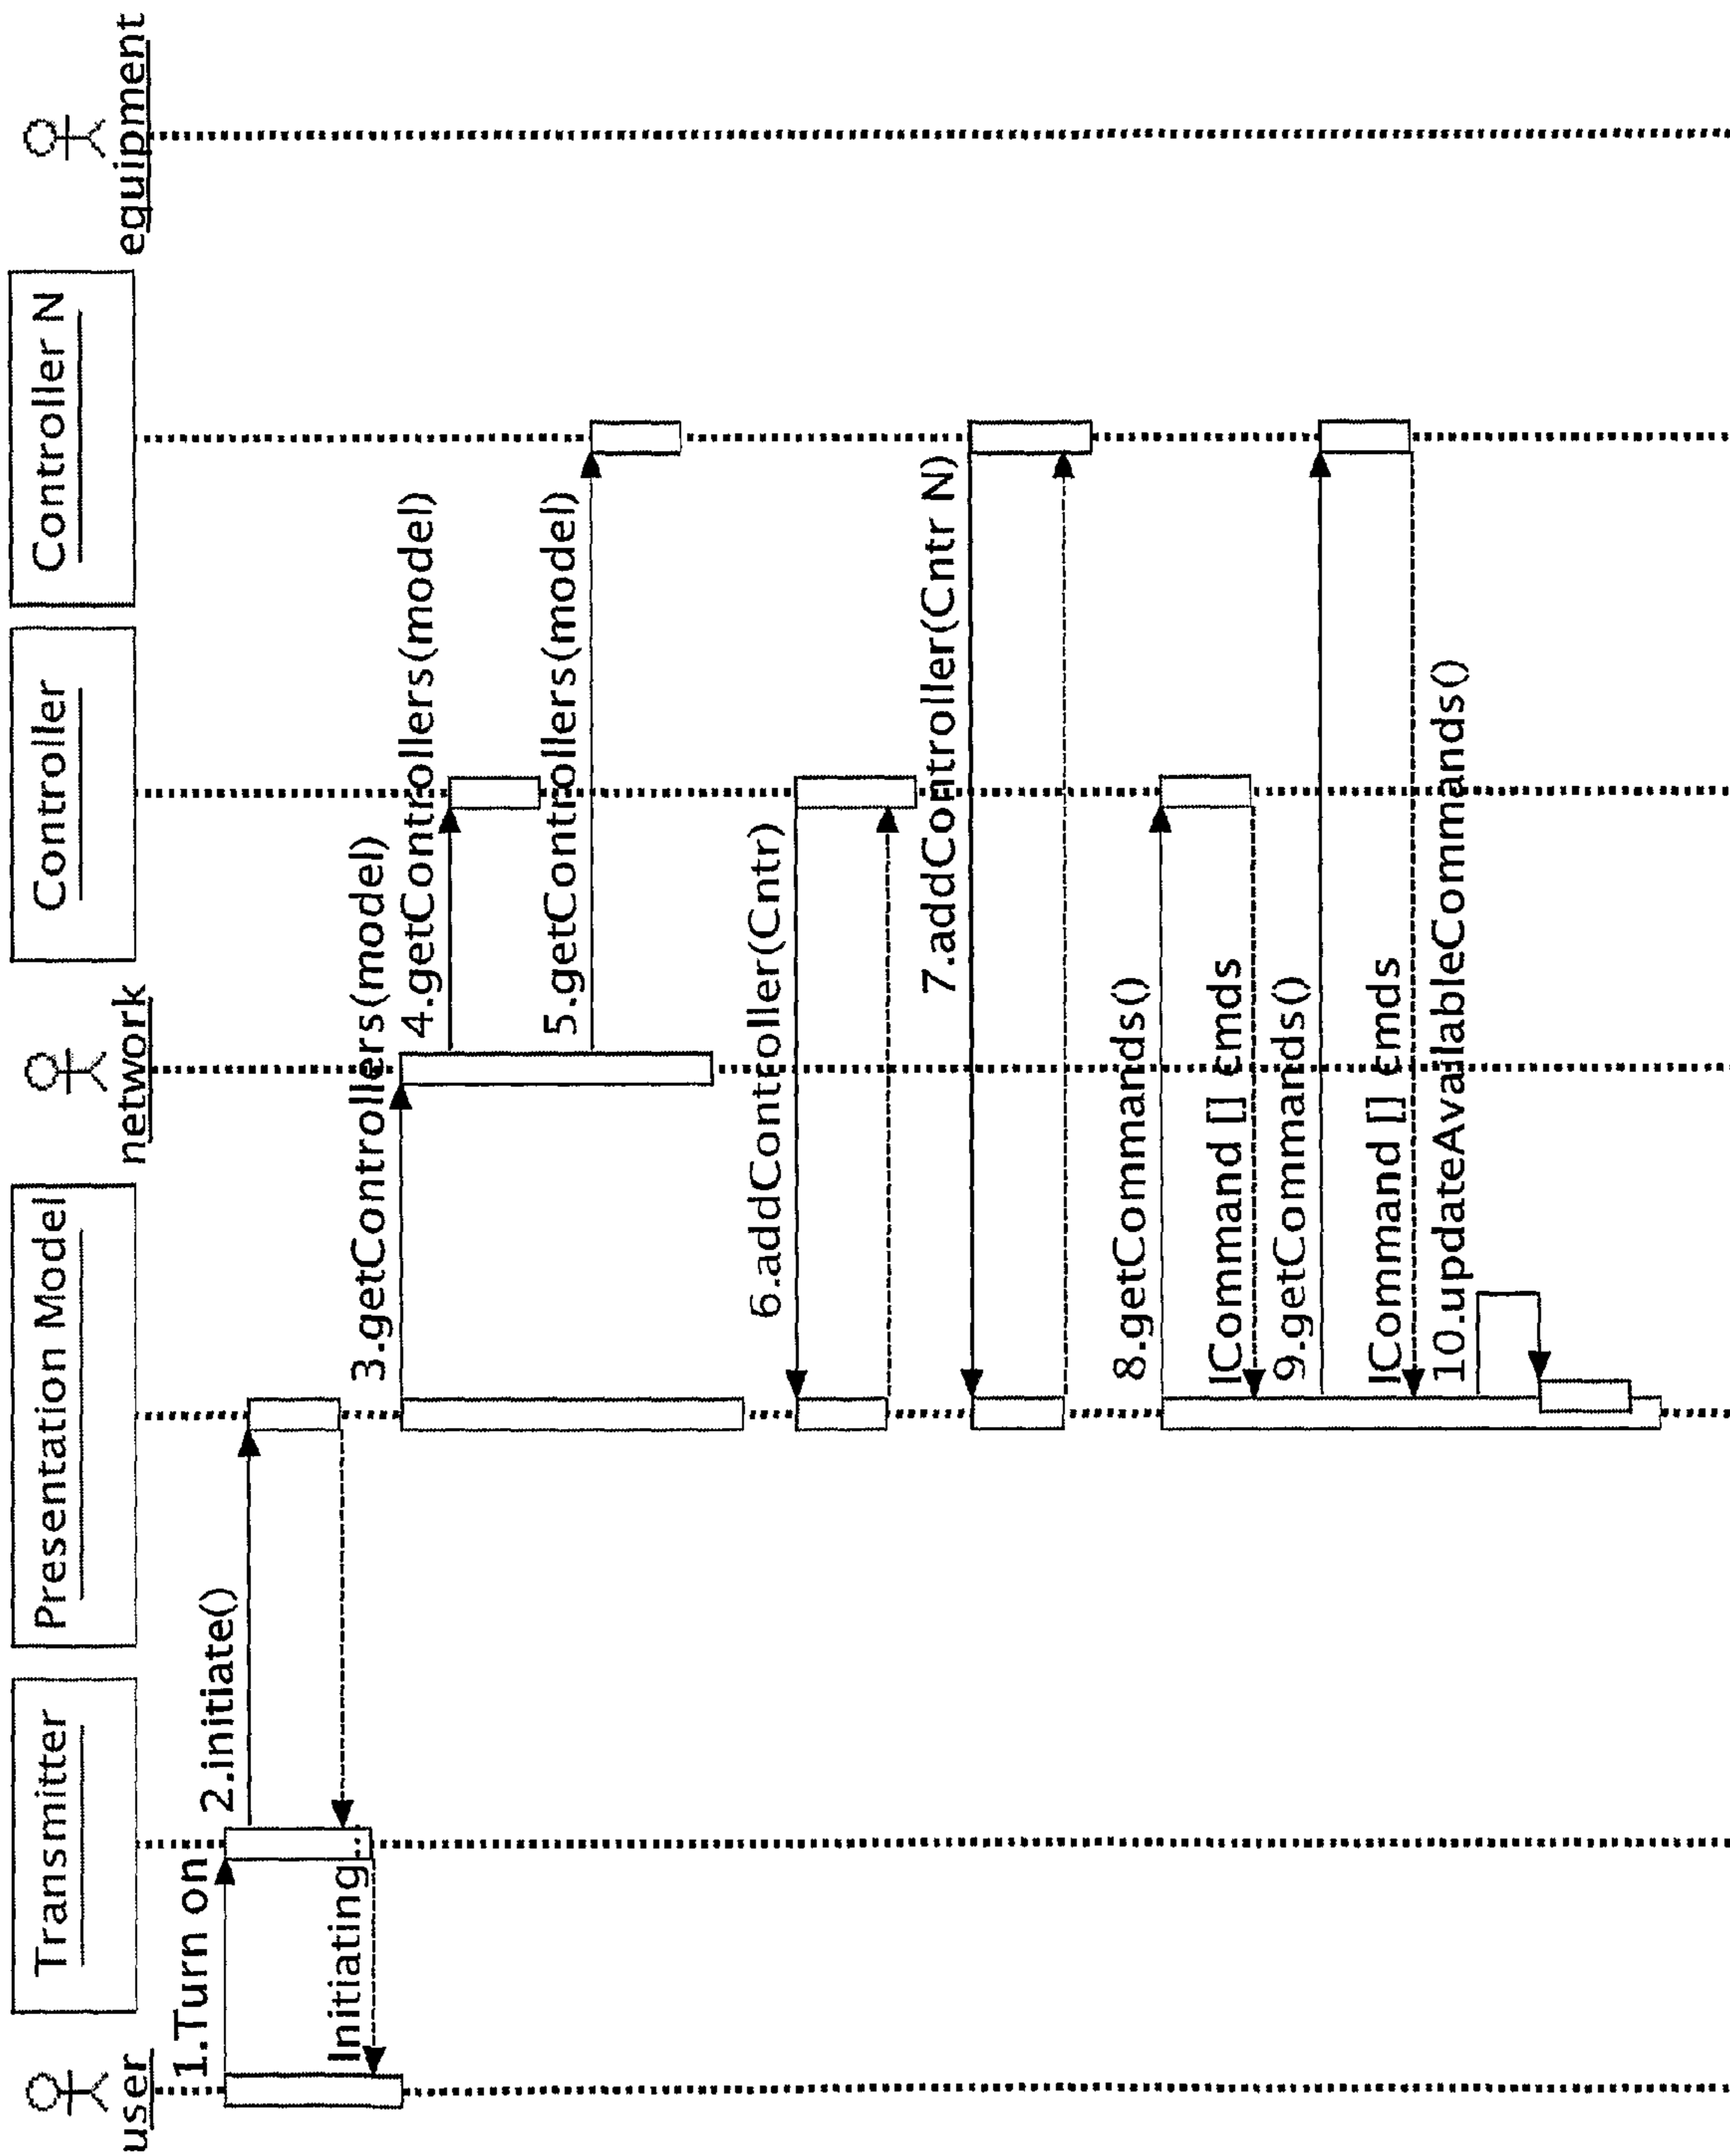 user
Transmitter
Presentation Model
network
Controller
Controller N
equipment
1.Turn on
2.initiate()
Initiating...
3.getControllers(model)
4.getControllers(model)
5.getControllers(model)
6.addController(Cntr)
7.addController(Cntr N)
8.getCommands()
ICommand [] cmds
9.getCommands()
ICommand [] cmds
10.updateAvailableCommands()